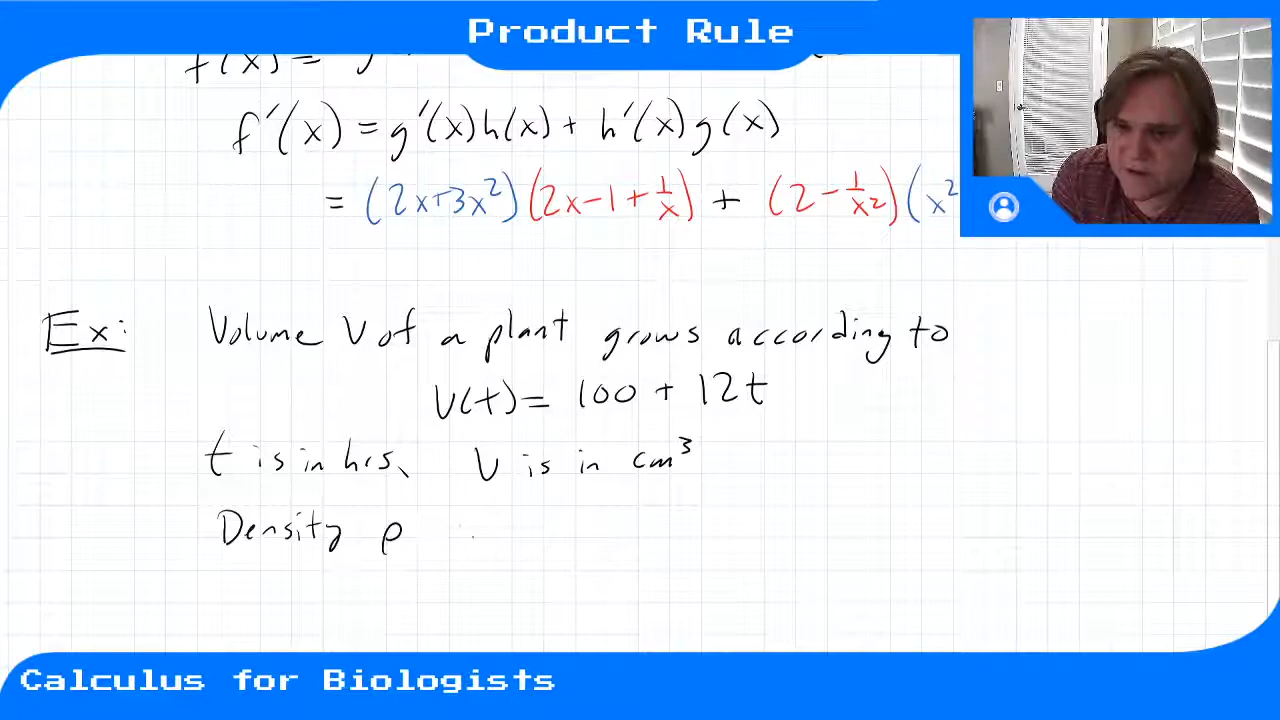 Product Rule
f(x) =
f'(x) = g'(x)h(x) + h'(x)g(x)
= (2x+3x²)(2x-1+1/x) + (2-1/x²)(x²
Ex: Volume V of a plant grows according to
V(t) = 100 + 12t
t is in hrs, V is in cm³
Density ρ
Calculus for Biologists